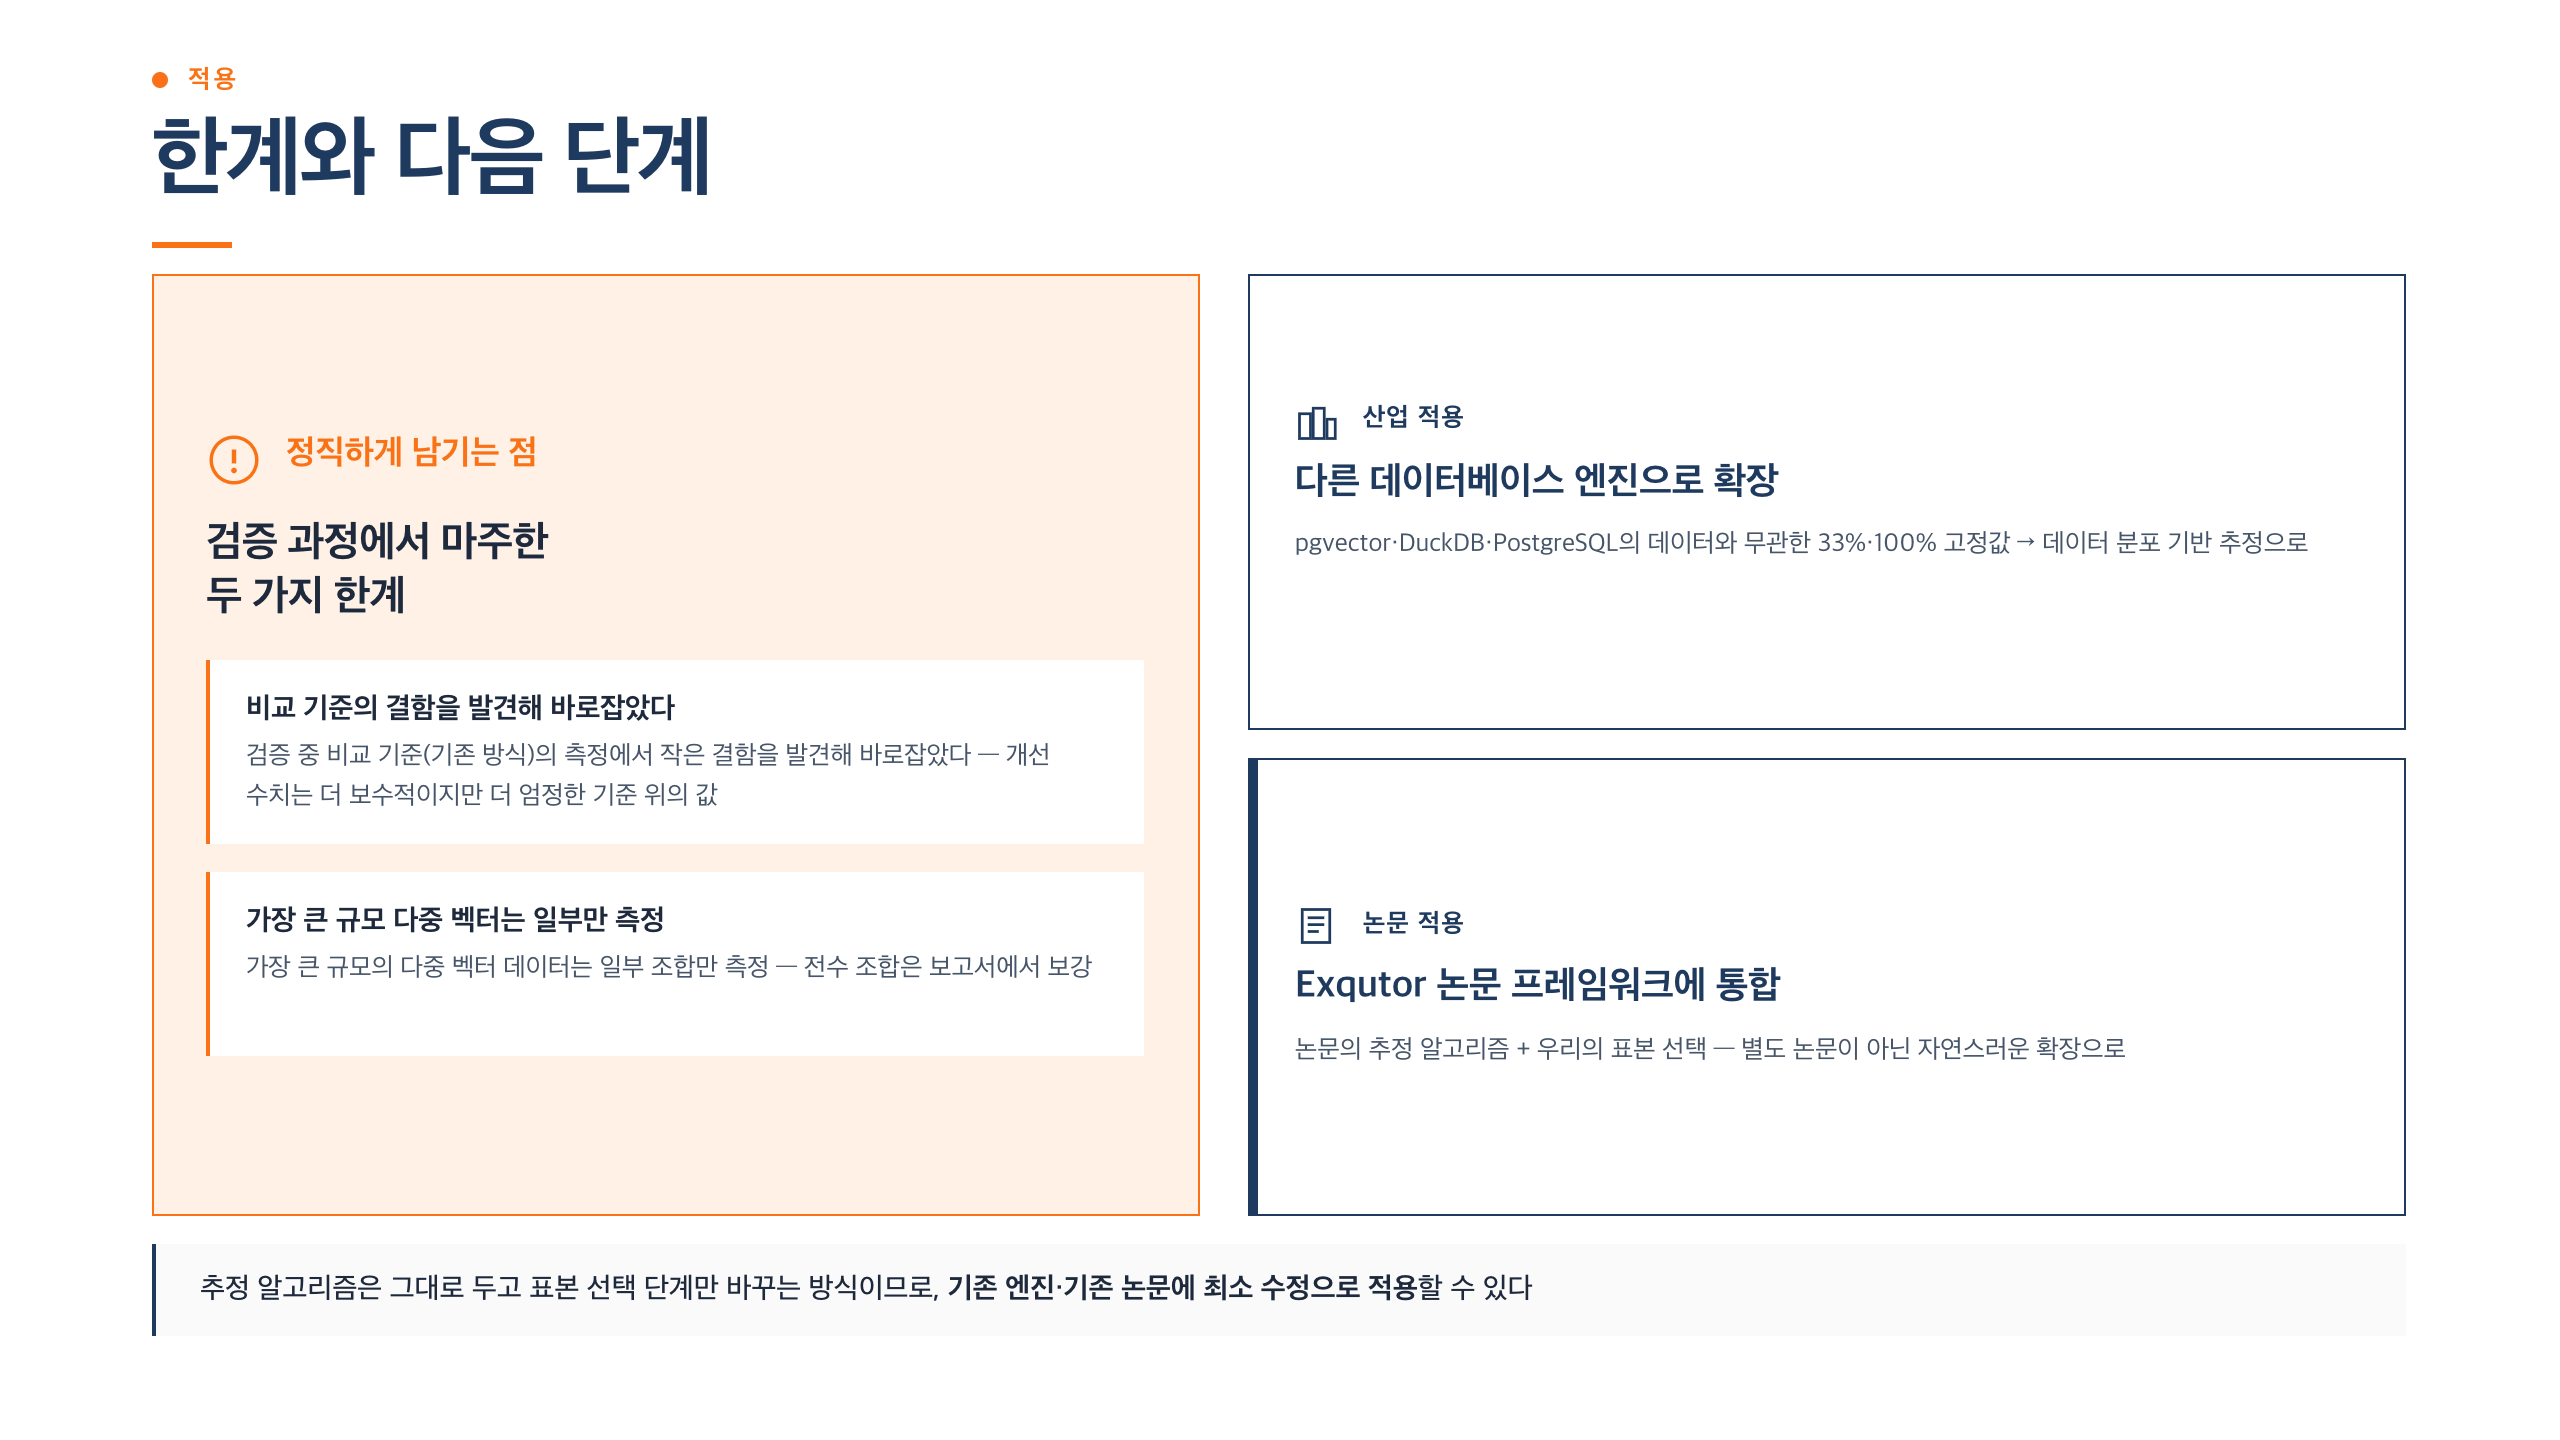 적용
한계와 다음 단계
정직하게 남기는 점
검증 과정에서 마주한
두 가지 한계
비교 기준의 결함을 발견해 바로잡았다
검증 중 비교 기준(기존 방식)의 측정에서 작은 결함을 발견해 바로잡았다 — 개선
수치는 더 보수적이지만 더 엄정한 기준 위의 값
가장 큰 규모 다중 벡터는 일부만 측정
가장 큰 규모의 다중 벡터 데이터는 일부 조합만 측정 — 전수 조합은 보고서에서 보강
산업 적용
다른 데이터베이스 엔진으로 확장
pgvector·DuckDB·PostgreSQL의 데이터와 무관한 33%·100% 고정값 → 데이터 분포 기반 추정으로
논문 적용
Exqutor 논문 프레임워크에 통합
논문의 추정 알고리즘 + 우리의 표본 선택 — 별도 논문이 아닌 자연스러운 확장으로
추정 알고리즘은 그대로 두고 표본 선택 단계만 바꾸는 방식이므로, 기존 엔진·기존 논문에 최소 수정으로 적용할 수 있다